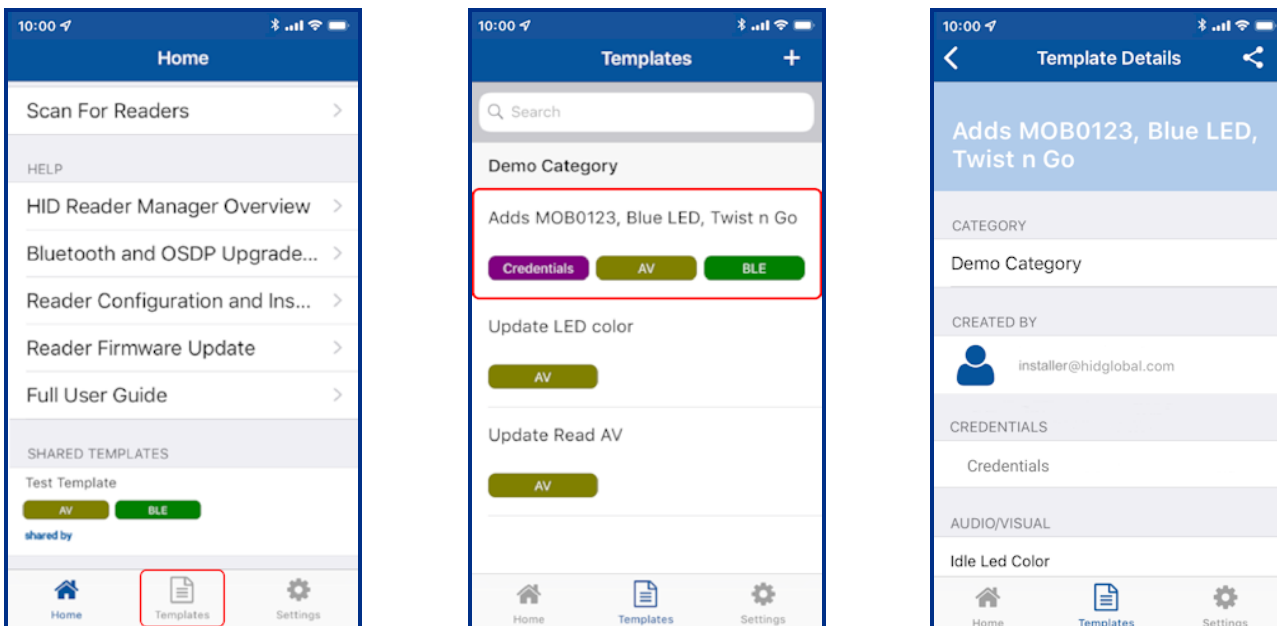 10:00
Home
Scan For Readers
HELP
HID Reader Manager Overview
Bluetooth and OSDP Upgrade...
Reader Configuration and Ins...
Reader Firmware Update
Full User Guide
SHARED TEMPLATES
Test Template
AV BLE
shared by
Home Templates Settings
10:00
Templates +
Search
Demo Category
Adds MOB0123, Blue LED, Twist n Go
Credentials AV BLE
Update LED color
AV
Update Read AV
AV
Home Templates Settings
10:00
Template Details
Adds MOB0123, Blue LED,
Twist n Go
CATEGORY
Demo Category
CREATED BY
installer@hidglobal.com
CREDENTIALS
Credentials
AUDIO/VISUAL
Idle Led Color
Home Templates Settings